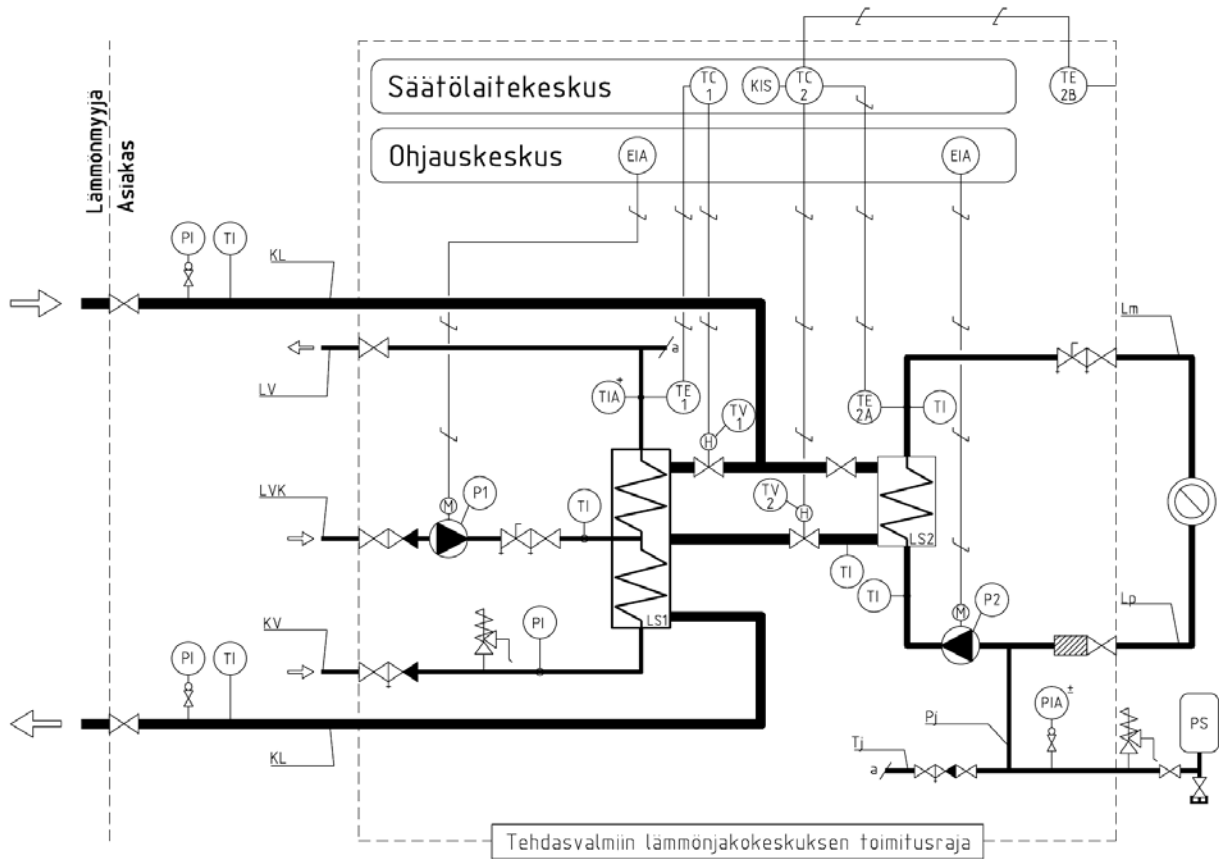 Lämmönmyyjä
Asiakas
Säätölaitekeskus
TC
1
KIS
TC
2
TE
2B
Ohjauskeskus
EIA
EIA
PI
TI
KL
LV
a
TIA
+
TE
1
TV
1
TE
2A
TI
Lm
LVK
M
P1
TI
H
TV
2
H
LS2
TI
TI
KV
PI
LS1
M
P2
Lp
PI
TI
KL
Pj
PIA
±
PS
Tj
a
Tehdasvalmiin lämmönjakokeskuksen toimitusraja